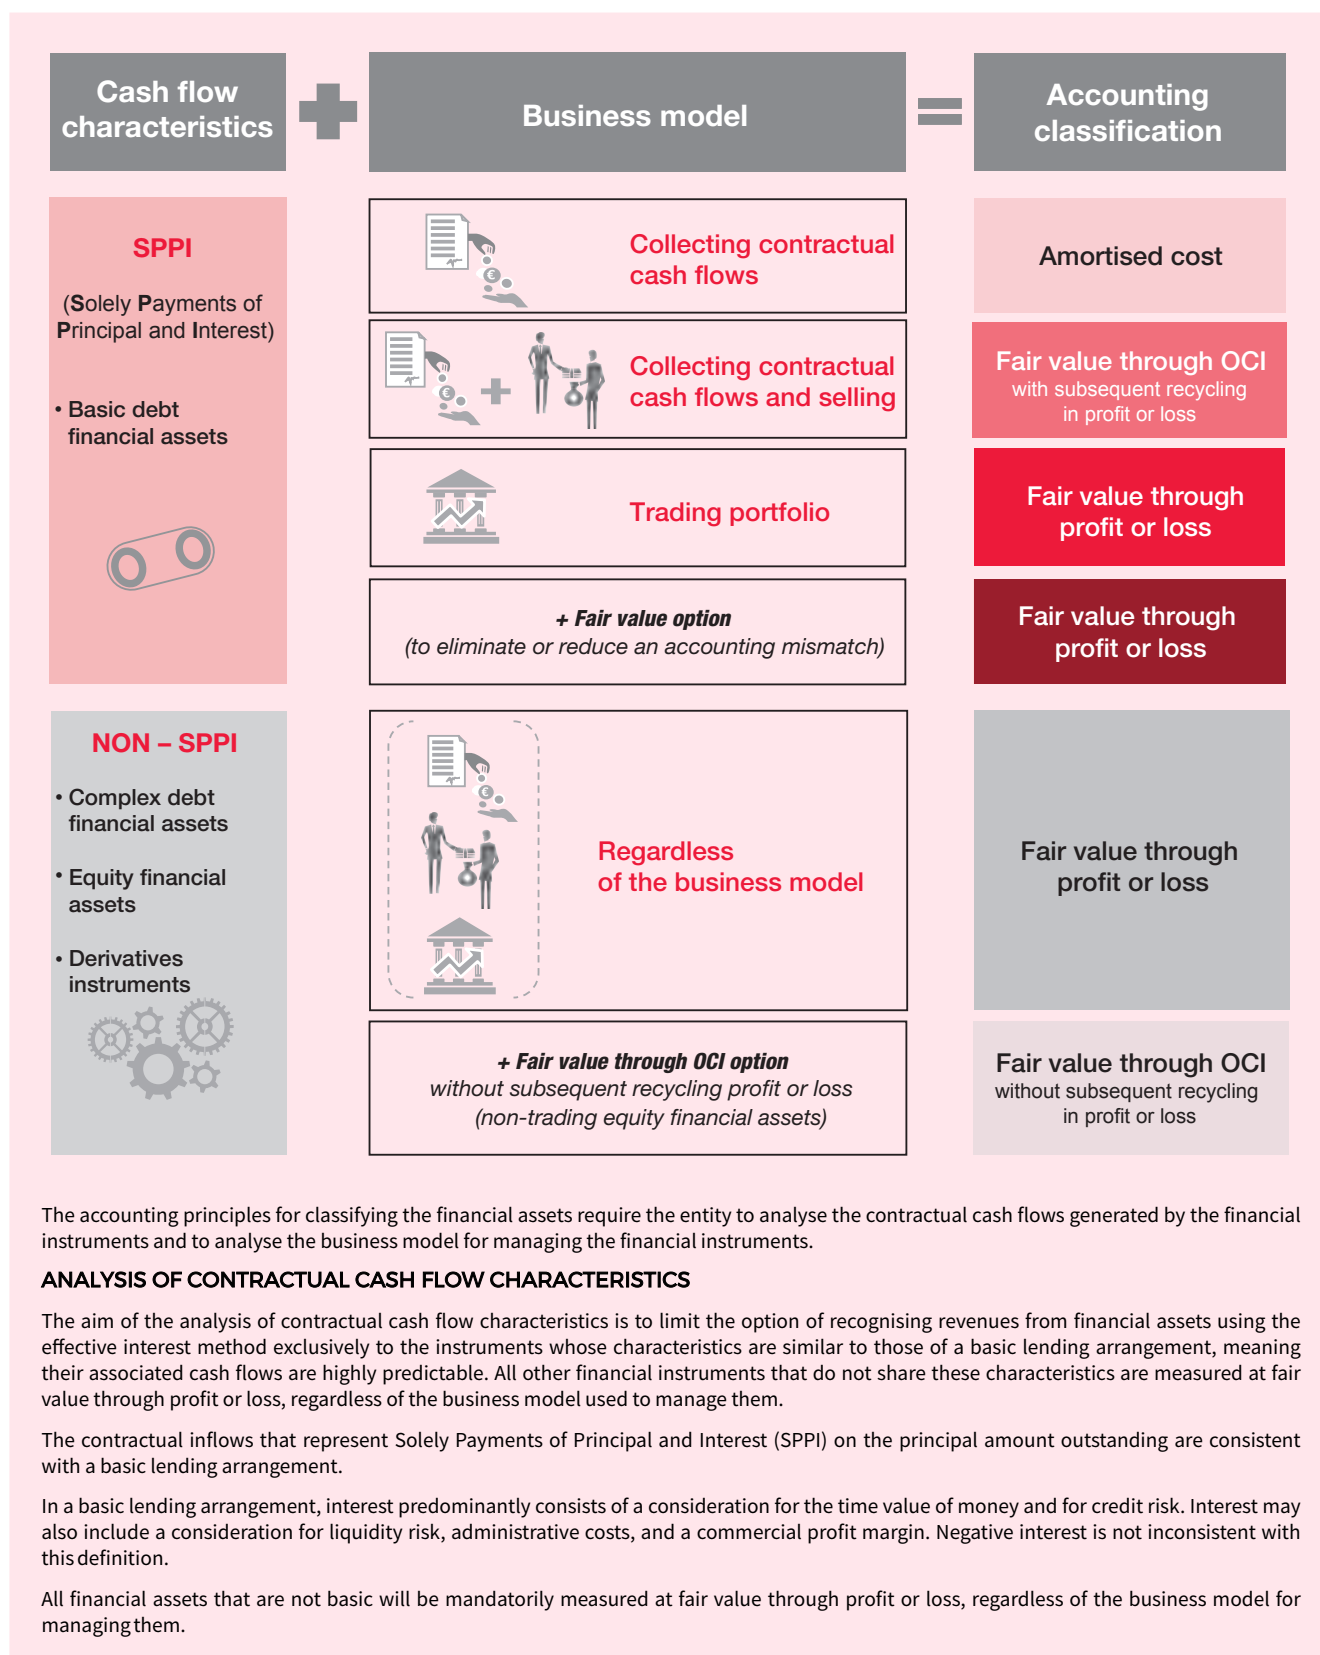 Cash flow
characteristics
Business model
Accounting
classification
SPPI
(Solely Payments of
Principal and Interest)
• Basic debt
financial assets
Collecting contractual
cash flows
Amortised cost
€
Collecting contractual
cash flows and selling
€
Fair value through OCI
with subsequent recycling
in profit or loss
Trading portfolio
Fair value through
profit or loss
+ Fair value option
(to eliminate or reduce an accounting mismatch)
Fair value through
profit or loss
NON – SPPI
• Complex debt
financial assets
• Equity financial
assets
• Derivatives
instruments
€
Regardless
of the business model
Fair value through
profit or loss
+ Fair value through OCI option
without subsequent recycling profit or loss
(non-trading equity financial assets)
Fair value through OCI
without subsequent recycling
in profit or loss
The accounting principles for classifying the financial assets require the entity to analyse the contractual cash flows generated by the financial
instruments and to analyse the business model for managing the financial instruments.
ANALYSIS OF CONTRACTUAL CASH FLOW CHARACTERISTICS
The aim of the analysis of contractual cash flow characteristics is to limit the option of recognising revenues from financial assets using the
effective interest method exclusively to the instruments whose characteristics are similar to those of a basic lending arrangement, meaning
their associated cash flows are highly predictable. All other financial instruments that do not share these characteristics are measured at fair
value through profit or loss, regardless of the business model used to manage them.
The contractual inflows that represent Solely Payments of Principal and Interest (SPPI) on the principal amount outstanding are consistent
with a basic lending arrangement.
In a basic lending arrangement, interest predominantly consists of a consideration for the time value of money and for credit risk. Interest may
also include a consideration for liquidity risk, administrative costs, and a commercial profit margin. Negative interest is not inconsistent with
this definition.
All financial assets that are not basic will be mandatorily measured at fair value through profit or loss, regardless of the business model for
managing them.